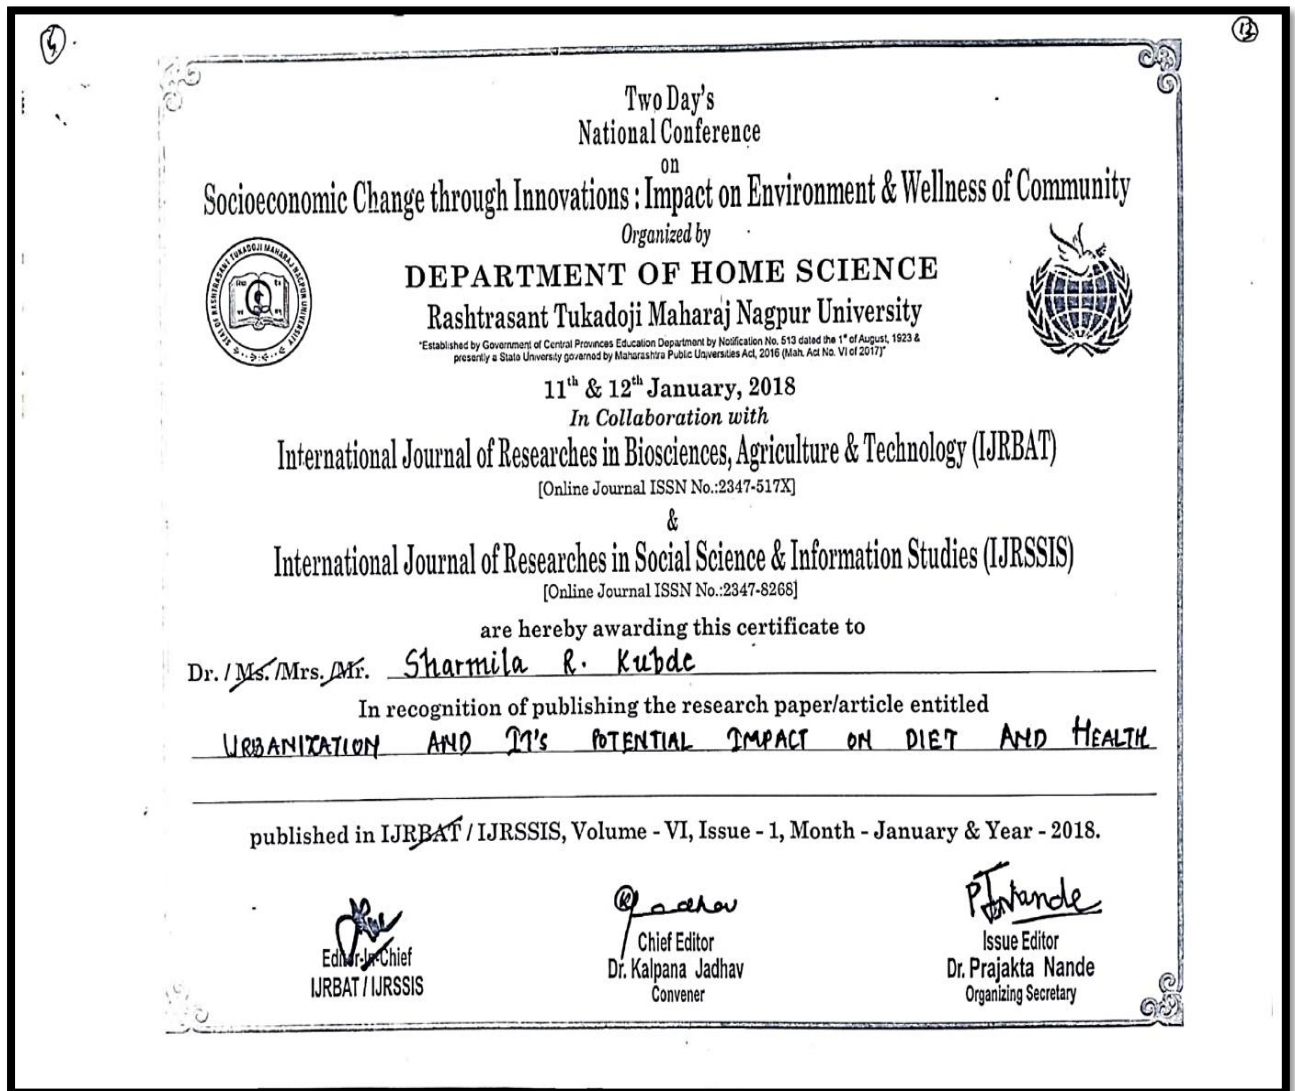 13
Two Day's
National Conference
on
Socioeconomic Change through Innovations : Impact on Environment & Wellness of Community
Organized by
SEAL OF RASHTRASANT TUKADOJI MAHARAJ NAGPUR UNIVERSITY
DEPARTMENT OF HOME SCIENCE
Rashtrasant Tukadoji Maharaj Nagpur University
"Established by Government of Central Provinces Education Department by Notification No. 513 dated the 1st of August, 1923 &
presently a State University governed by Maharashtra Public Universities Act, 2016 (Mah. Act No. VI of 2017)"
11th & 12th January, 2018
In Collaboration with
International Journal of Researches in Biosciences, Agriculture & Technology (IJRBAT)
[Online Journal ISSN No.:2347-517X]
&
International Journal of Researches in Social Science & Information Studies (IJRSSIS)
[Online Journal ISSN No.:2347-8268]
are hereby awarding this certificate to
Dr. / Ms. /Mrs. /Mr. Sharmila R. Kubde
In recognition of publishing the research paper/article entitled
URBANIZATION AND IT's POTENTIAL IMPACT ON DIET AND HEALTH
published in IJRBAT / IJRSSIS, Volume - VI, Issue - 1, Month - January & Year - 2018.
Editor-In-Chief
IJRBAT / IJRSSIS
Chief Editor
Dr. Kalpana Jadhav
Convener
Issue Editor
Dr. Prajakta Nande
Organizing Secretary